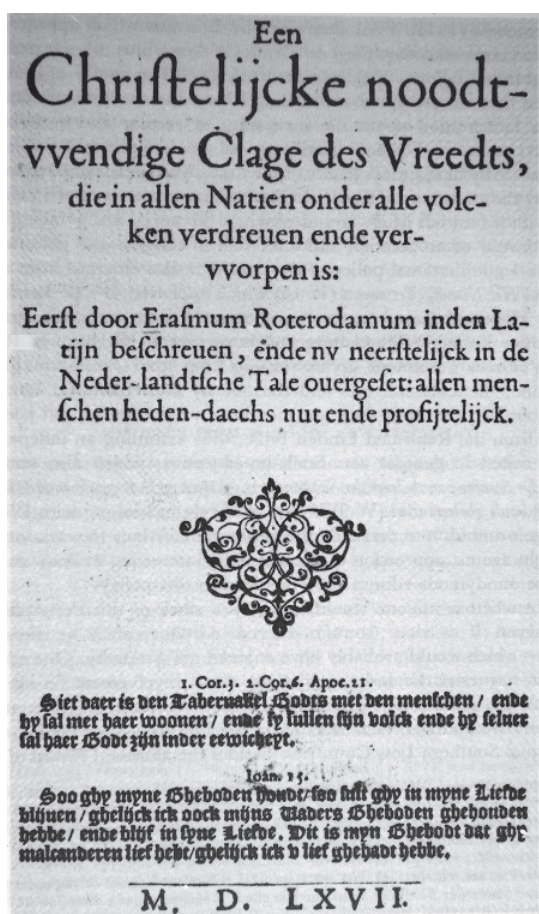 Een
Chriſtelijcke noodt-
vvendige Clage des Vreedts,
die in allen Natien onder alle volc-
ken verdreuen ende ver-
vvorpen is:
Eerſt door Eraſmum Roterodamum inden La-
tijn beſchreuen, ende nv neerſtelijck in de
Neder-landtſche Tale ouergeſet: allen men-
ſchen heden-daechs nut ende profijtelijck.
1. Cor. 3. 2. Cor. 6. Apoc. 21.
Siet daer is den Tabernakel Godts met den menſchen / ende
hy ſal met haer woonen / ende ſy ſullen ſijn volck ende hy ſeluer
ſal haer Godt zijn inder eewicheyt.
Ioan. 15.
Soo ghy myne Gheboden houdt / ſoo ſult ghy in myne Liefde
blijuen / ghelijck ick oock mijns Vaders Gheboden ghehouden
hebbe / ende blijf in ſyne Liefde. Dit is myn Ghebodt dat ghy
malcanderen lief hebt / ghelijck ick v lief ghehadt hebbe.
M. D. LXVII.